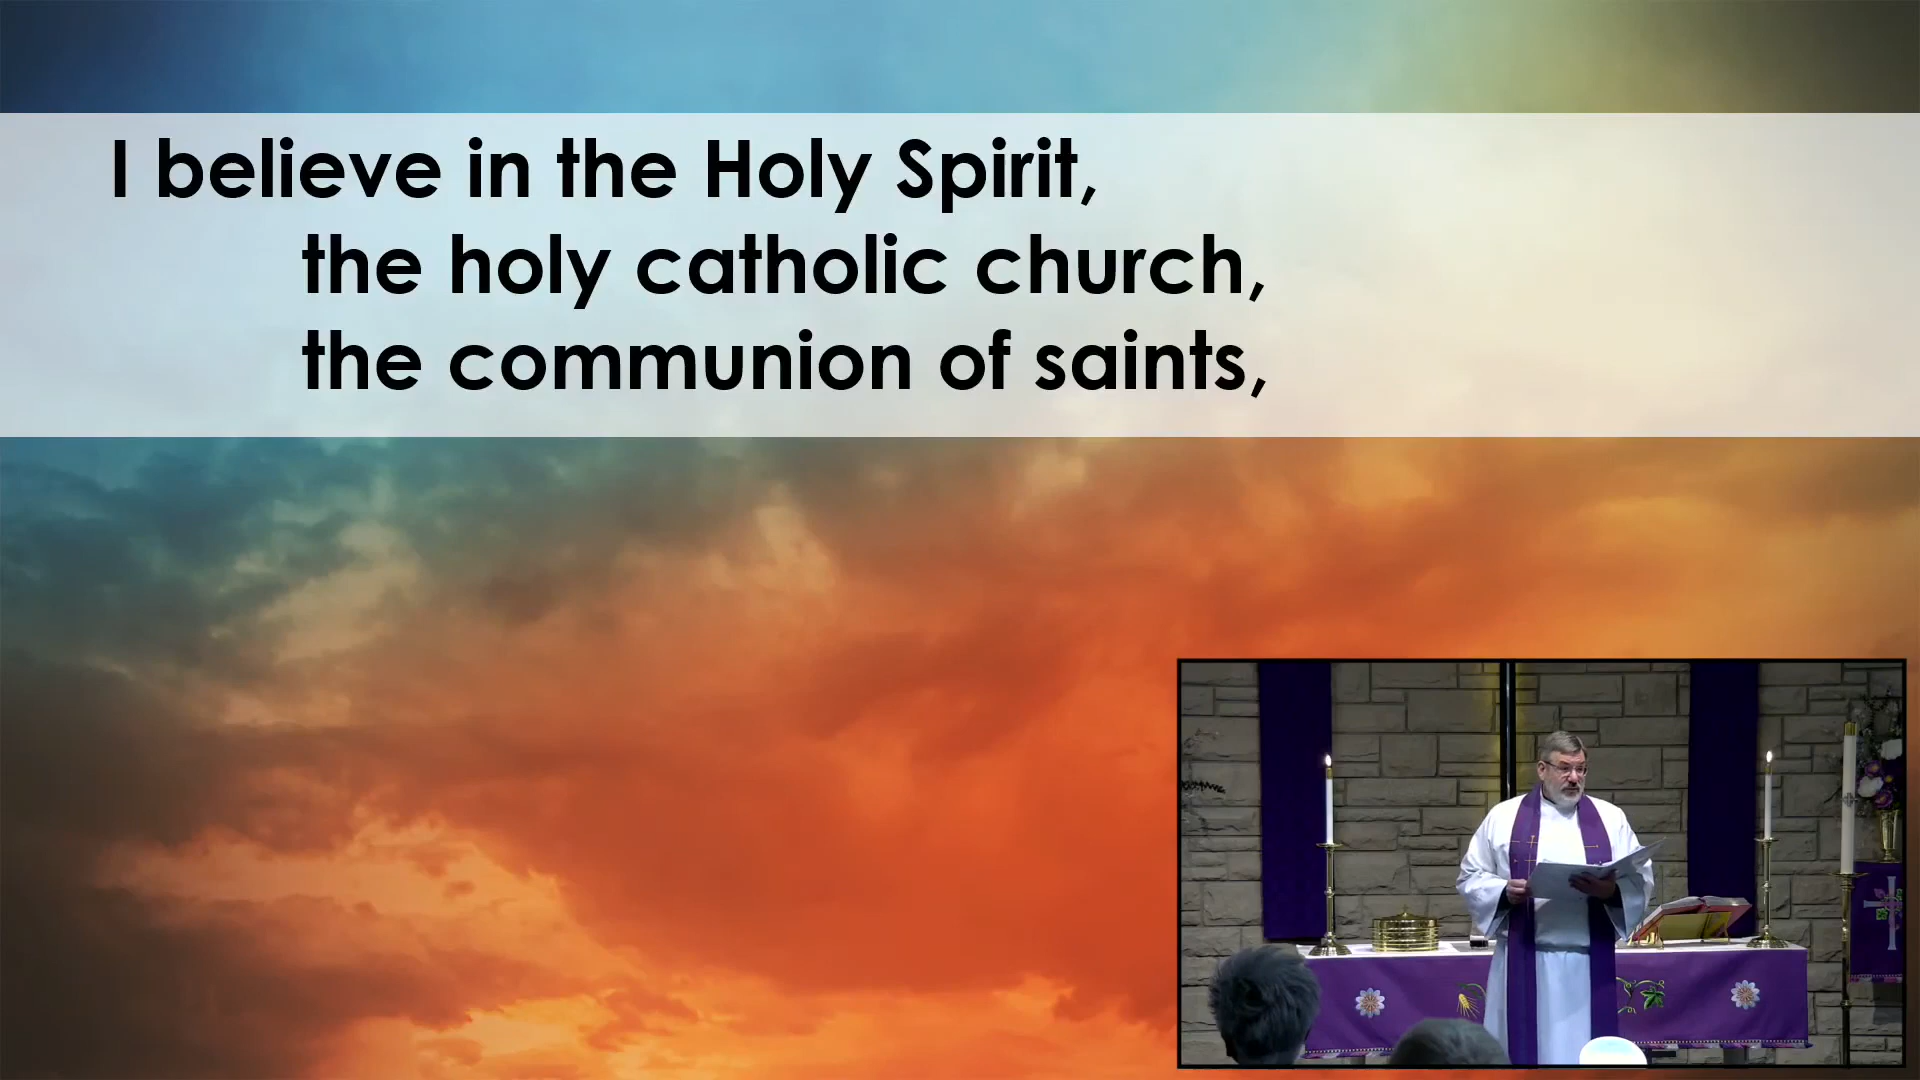 I believe in the Holy Spirit,
the holy catholic church,
the communion of saints,